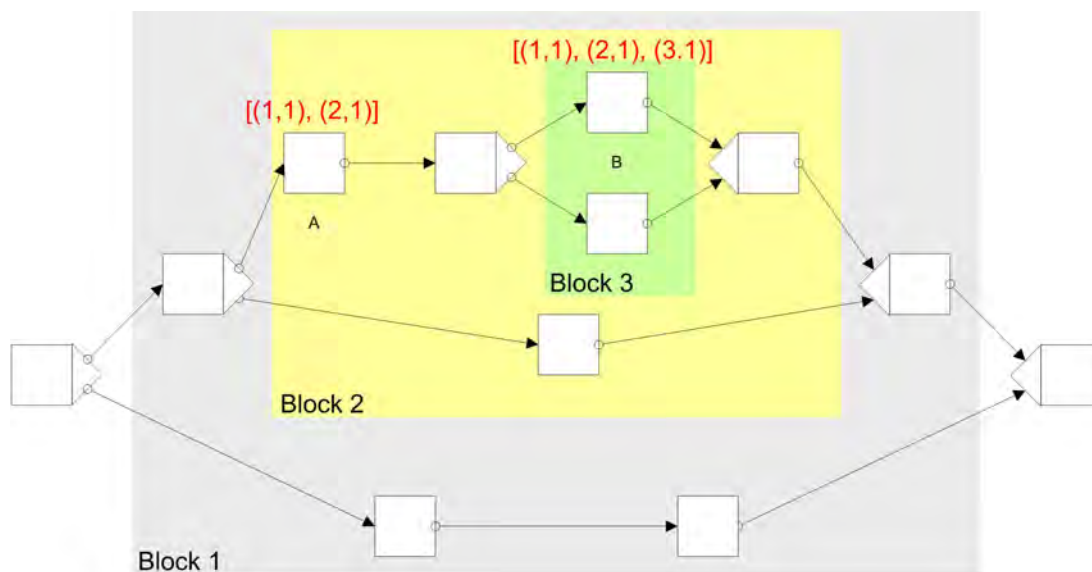 [(1,1), (2,1), (3.1)]
[(1,1), (2,1)]
B
A
Block 3
Block 2
Block 1